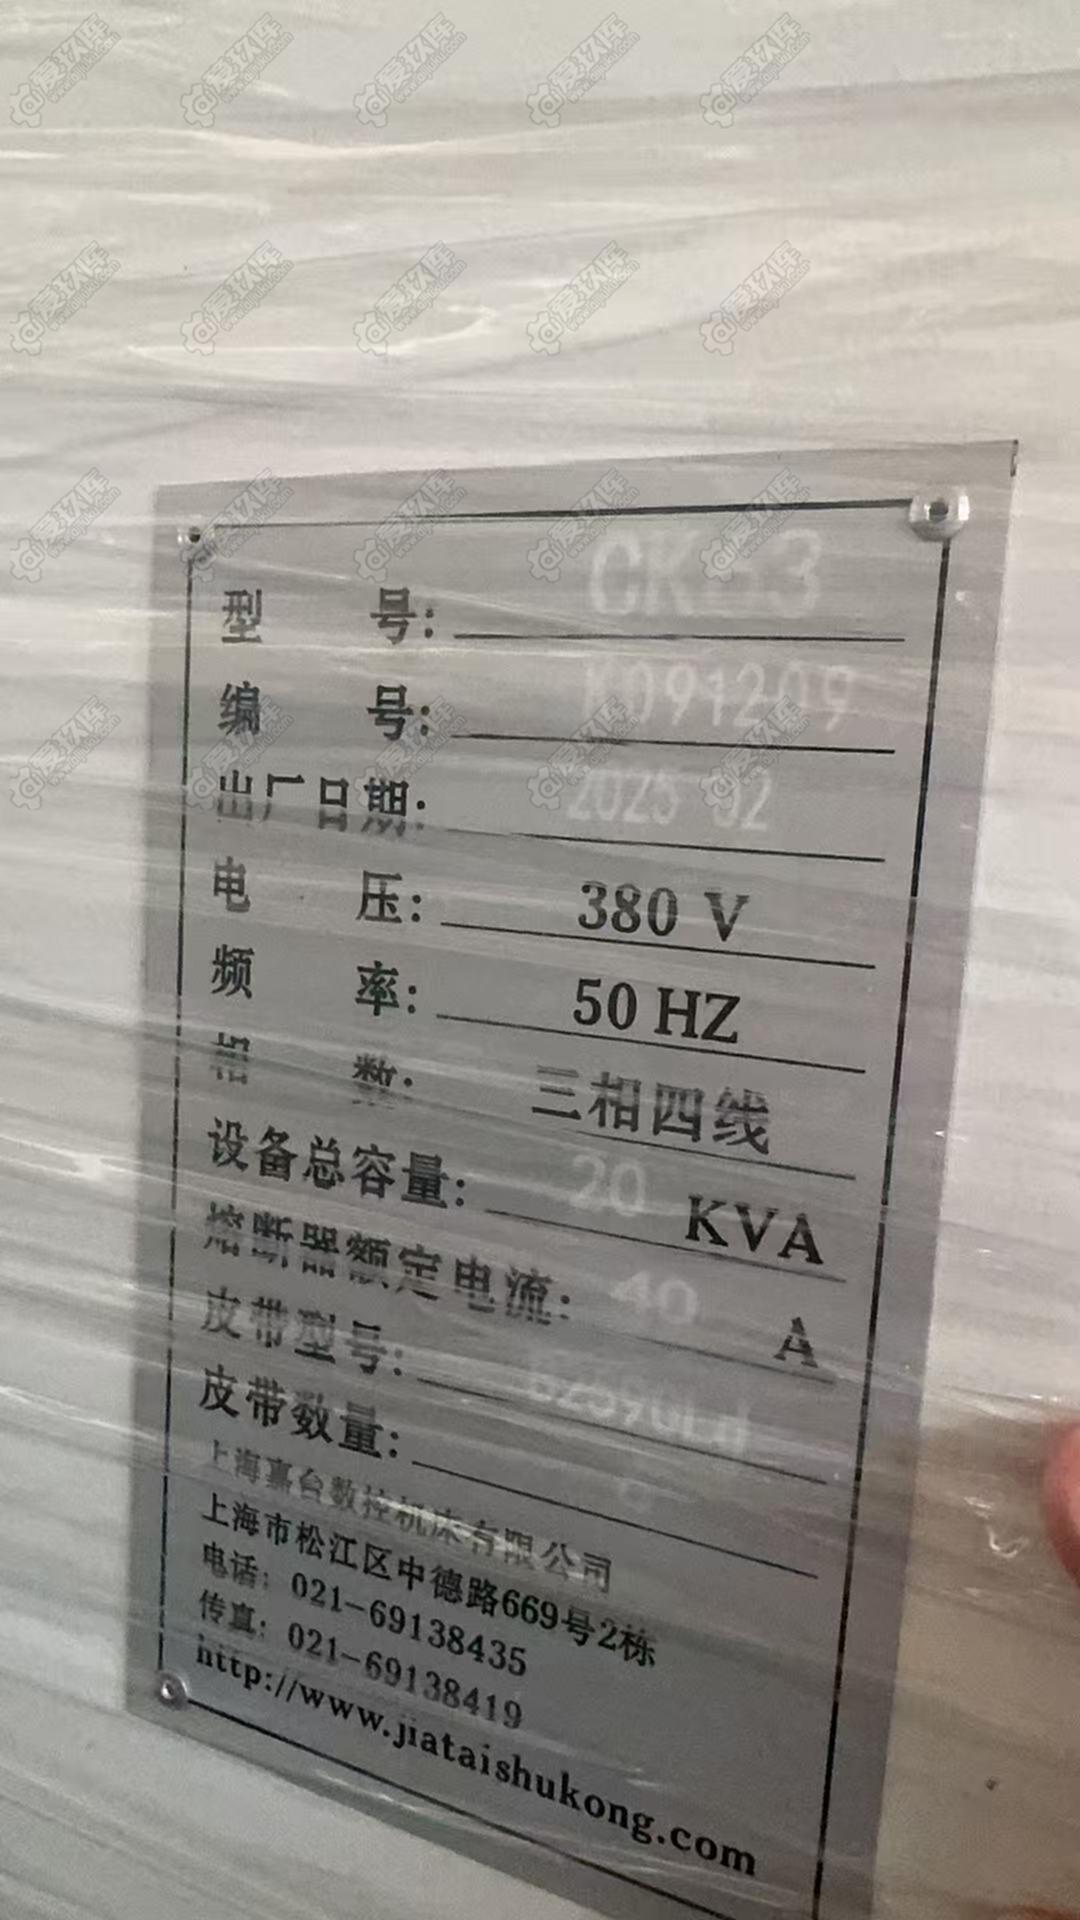 型 号:
编 号: K091209
出厂日期: 2025 02
电 压: 380 V
频 率: 50 HZ
相 数: 三相四线
设备总容量: 20 KVA
熔断器额定电流: 40 A
皮带型号:
皮带数量:
上海嘉台数控机床有限公司
上海市松江区中德路669号2栋
电话: 021-69138435
传真: 021-69138419
http://www.jiataishukong.com